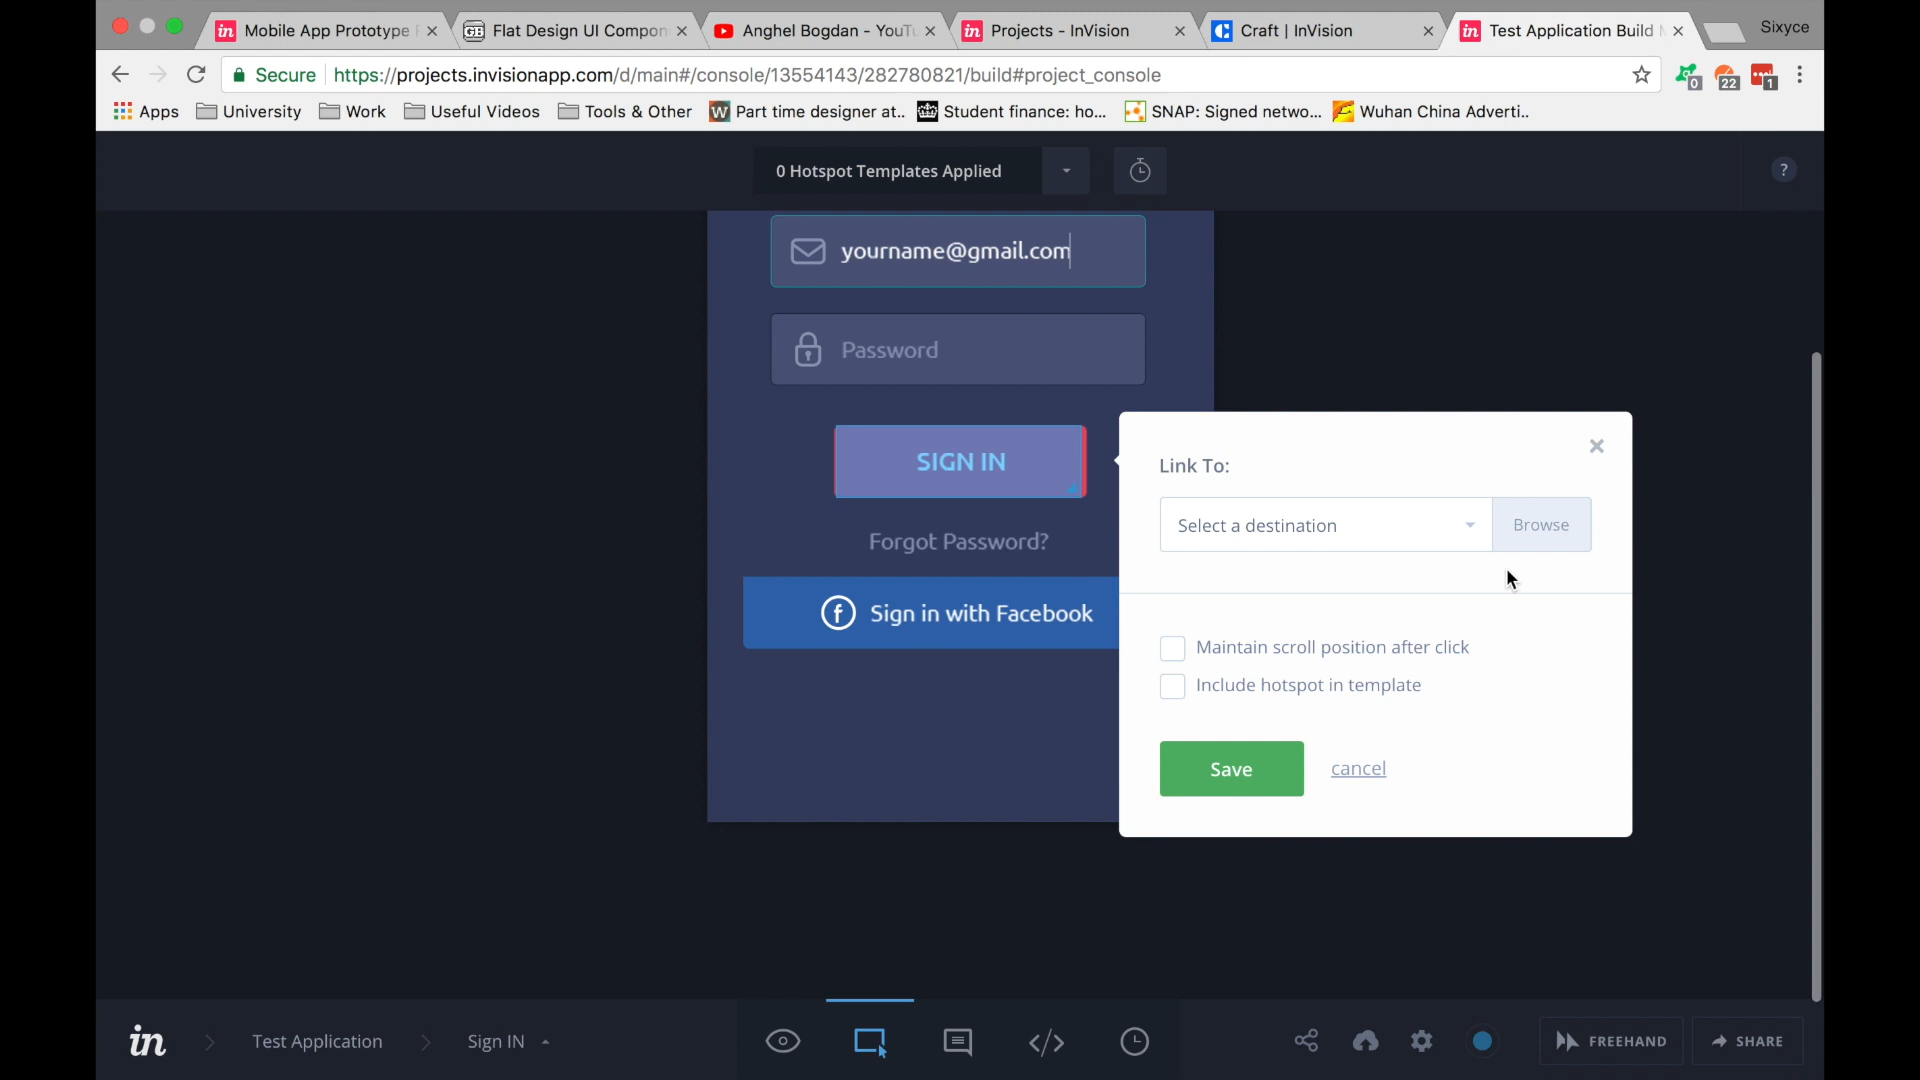 Mobile App Prototype
Flat Design UI Compon
Anghel Bogdan - YouTu
Projects - InVision
Craft | InVision
Test Application Build
Sixyce
Secure
https://projects.invisionapp.com/d/main#/console/13554143/282780821/build#project_console
0
22
1
Apps
University
Work
Useful Videos
Tools & Other
Part time designer at..
Student finance: ho...
SNAP: Signed netwo...
Wuhan China Adverti..
0 Hotspot Templates Applied
?
yourname@gmail.com
Password
SIGN IN
Forgot Password?
Sign in with Facebook
Link To:
Select a destination
Browse
Maintain scroll position after click
Include hotspot in template
Save
cancel
in
Test Application
Sign IN
FREEHAND
SHARE